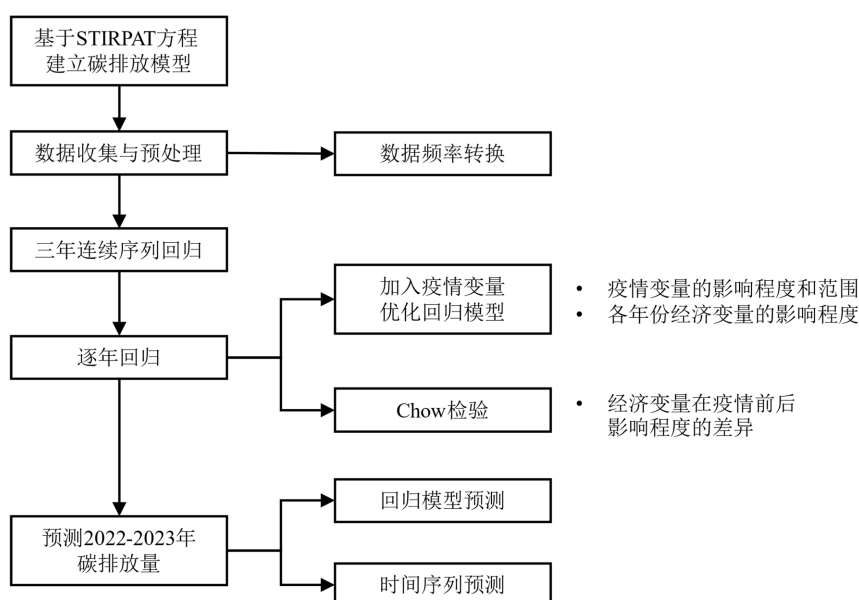 基于STIRPAT方程
建立碳排放模型
数据收集与预处理
数据频率转换
三年连续序列回归
加入疫情变量
优化回归模型
• 疫情变量的影响程度和范围
• 各年份经济变量的影响程度
逐年回归
Chow检验
• 经济变量在疫情前后
影响程度的差异
回归模型预测
预测2022-2023年
碳排放量
时间序列预测